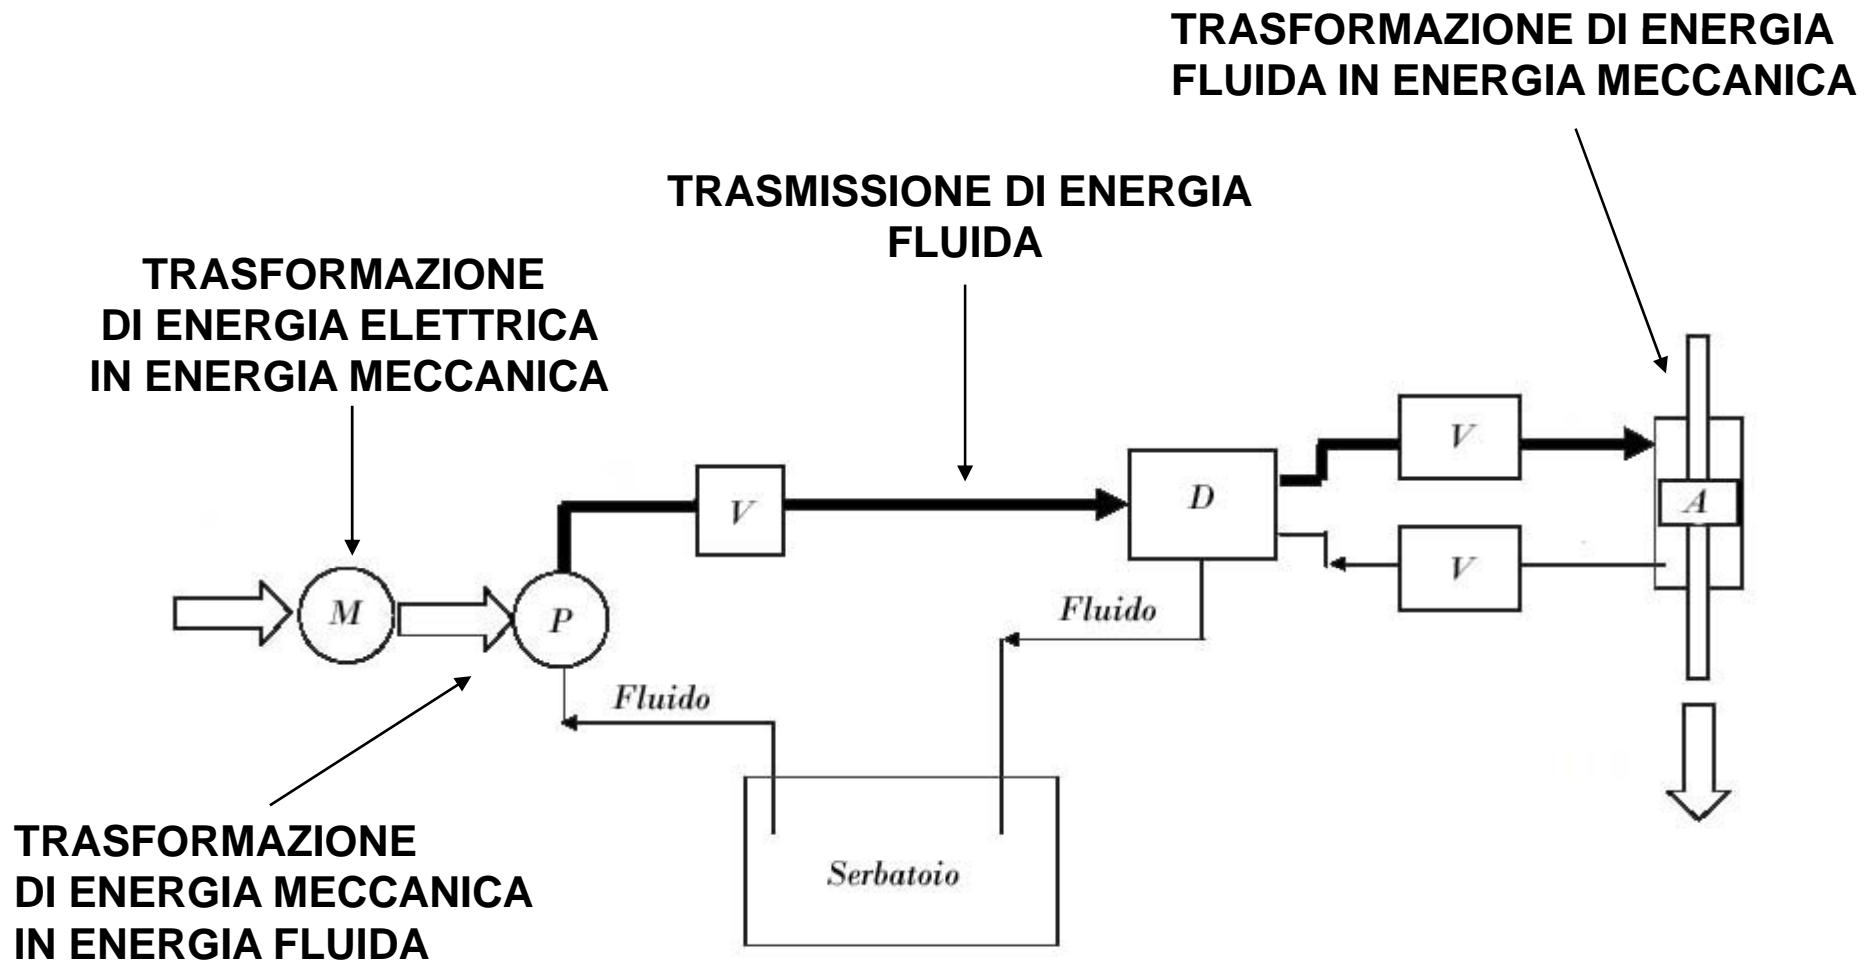 TRASFORMAZIONE DI ENERGIA
FLUIDA IN ENERGIA MECCANICA
TRASMISSIONE DI ENERGIA
FLUIDA
TRASFORMAZIONE
DI ENERGIA ELETTRICA
IN ENERGIA MECCANICA
V
V
D
A
V
M
P
Fluido
Fluido
TRASFORMAZIONE
DI ENERGIA MECCANICA
IN ENERGIA FLUIDA
Serbatoio